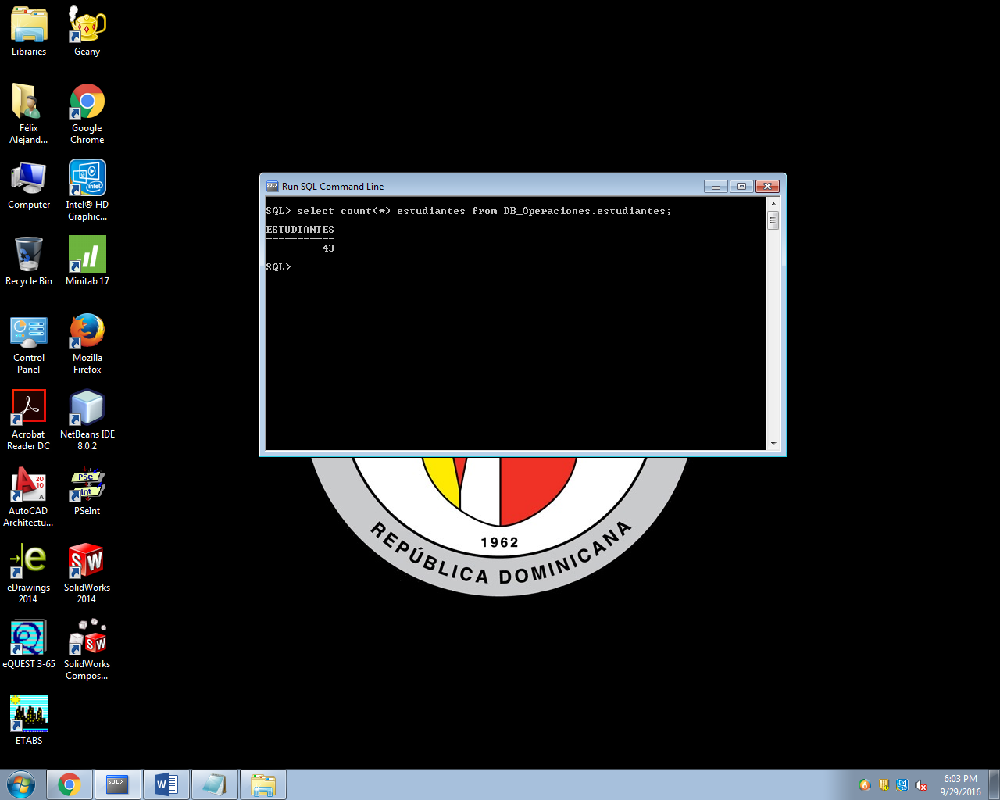 Libraries
Geany
Félix
Alejand...
Google
Chrome
Computer
Intel® HD
Graphic...
Recycle Bin
Minitab 17
Control
Panel
Mozilla
Firefox
Acrobat
Reader DC
NetBeans IDE
8.0.2
AutoCAD
Architectu...
PSeInt
eDrawings
2014
SolidWorks
2014
eQUEST 3-65
SolidWorks
Compos...
ETABS
Run SQL Command Line
SQL> select count(*) estudiantes from DB_Operaciones.estudiantes;
ESTUDIANTES
-----------
43
SQL>
1962
REPÚBLICA DOMINICANA
6:03 PM
9/29/2016